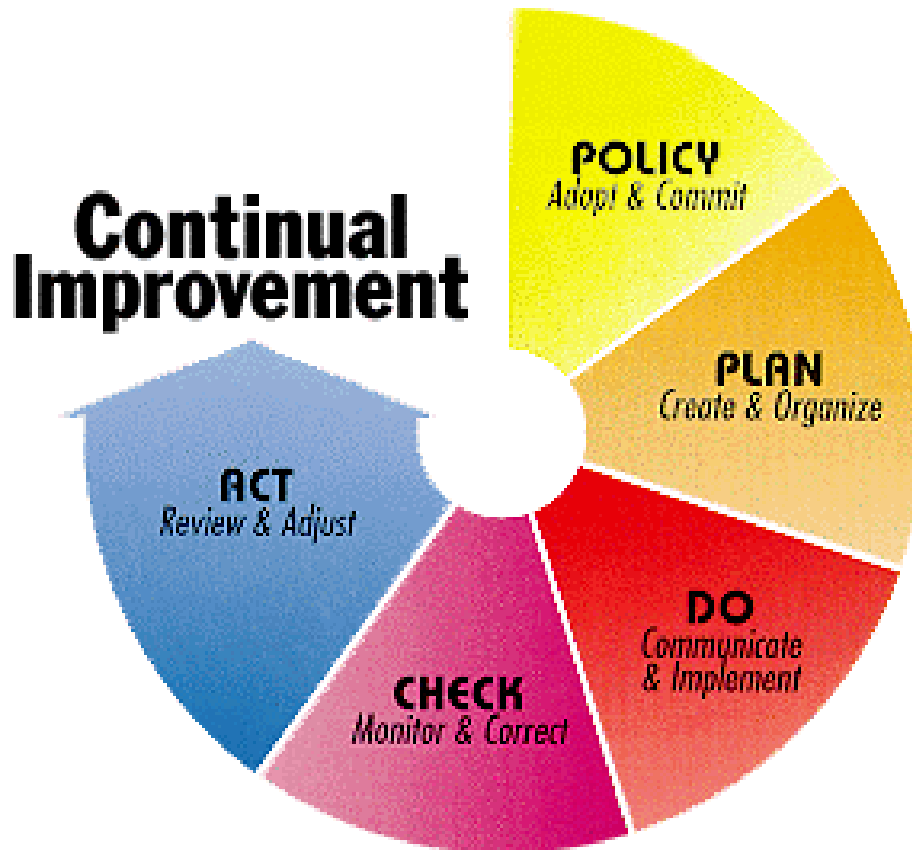 Continual
Improvement
POLICY
Adopt & Commit
PLAN
Create & Organize
DO
Communicate
& Implement
CHECK
Monitor & Correct
ACT
Review & Adjust